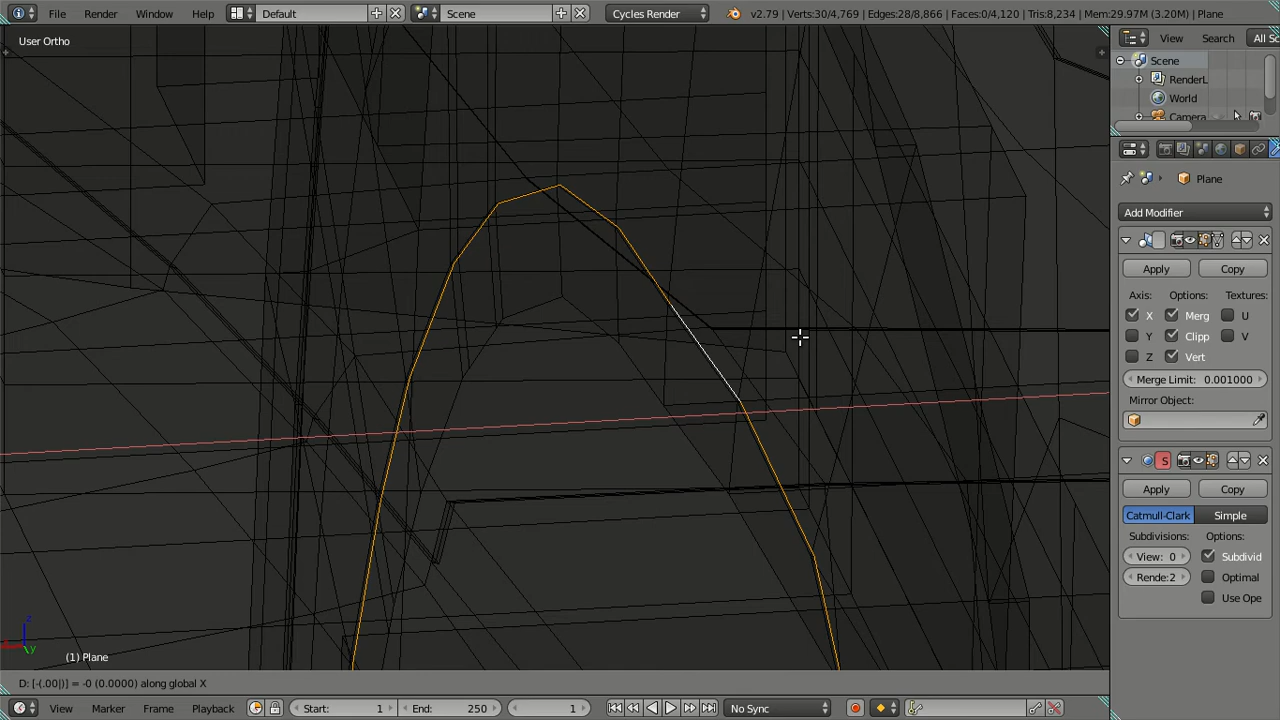 File Render Window Help Default Scene Cycles Render v2.79 | Verts:30/4,769 | Edges:28/8,866 | Faces:0/4,120 | Tris:8,234 | Mem:29.97M (3.20M) | Plane
User Ortho
View Search All Sc
Scene
RenderL
World
Camera
Plane
Add Modifier
Apply Copy
Axis: Options: Textures:
X Merg U
Y Clipp V
Z Vert
Merge Limit: 0.001000
Mirror Object:
S
Apply Copy
Catmull-Clark Simple
Subdivisions: Options:
View: 0 Subdivid
Rende:2 Optimal
Use Ope
z
y
(1) Plane
D: [-(.00|)] = -0 (0.0000) along global X
View Marker Frame Playback Start: 1 End: 250 1 No Sync